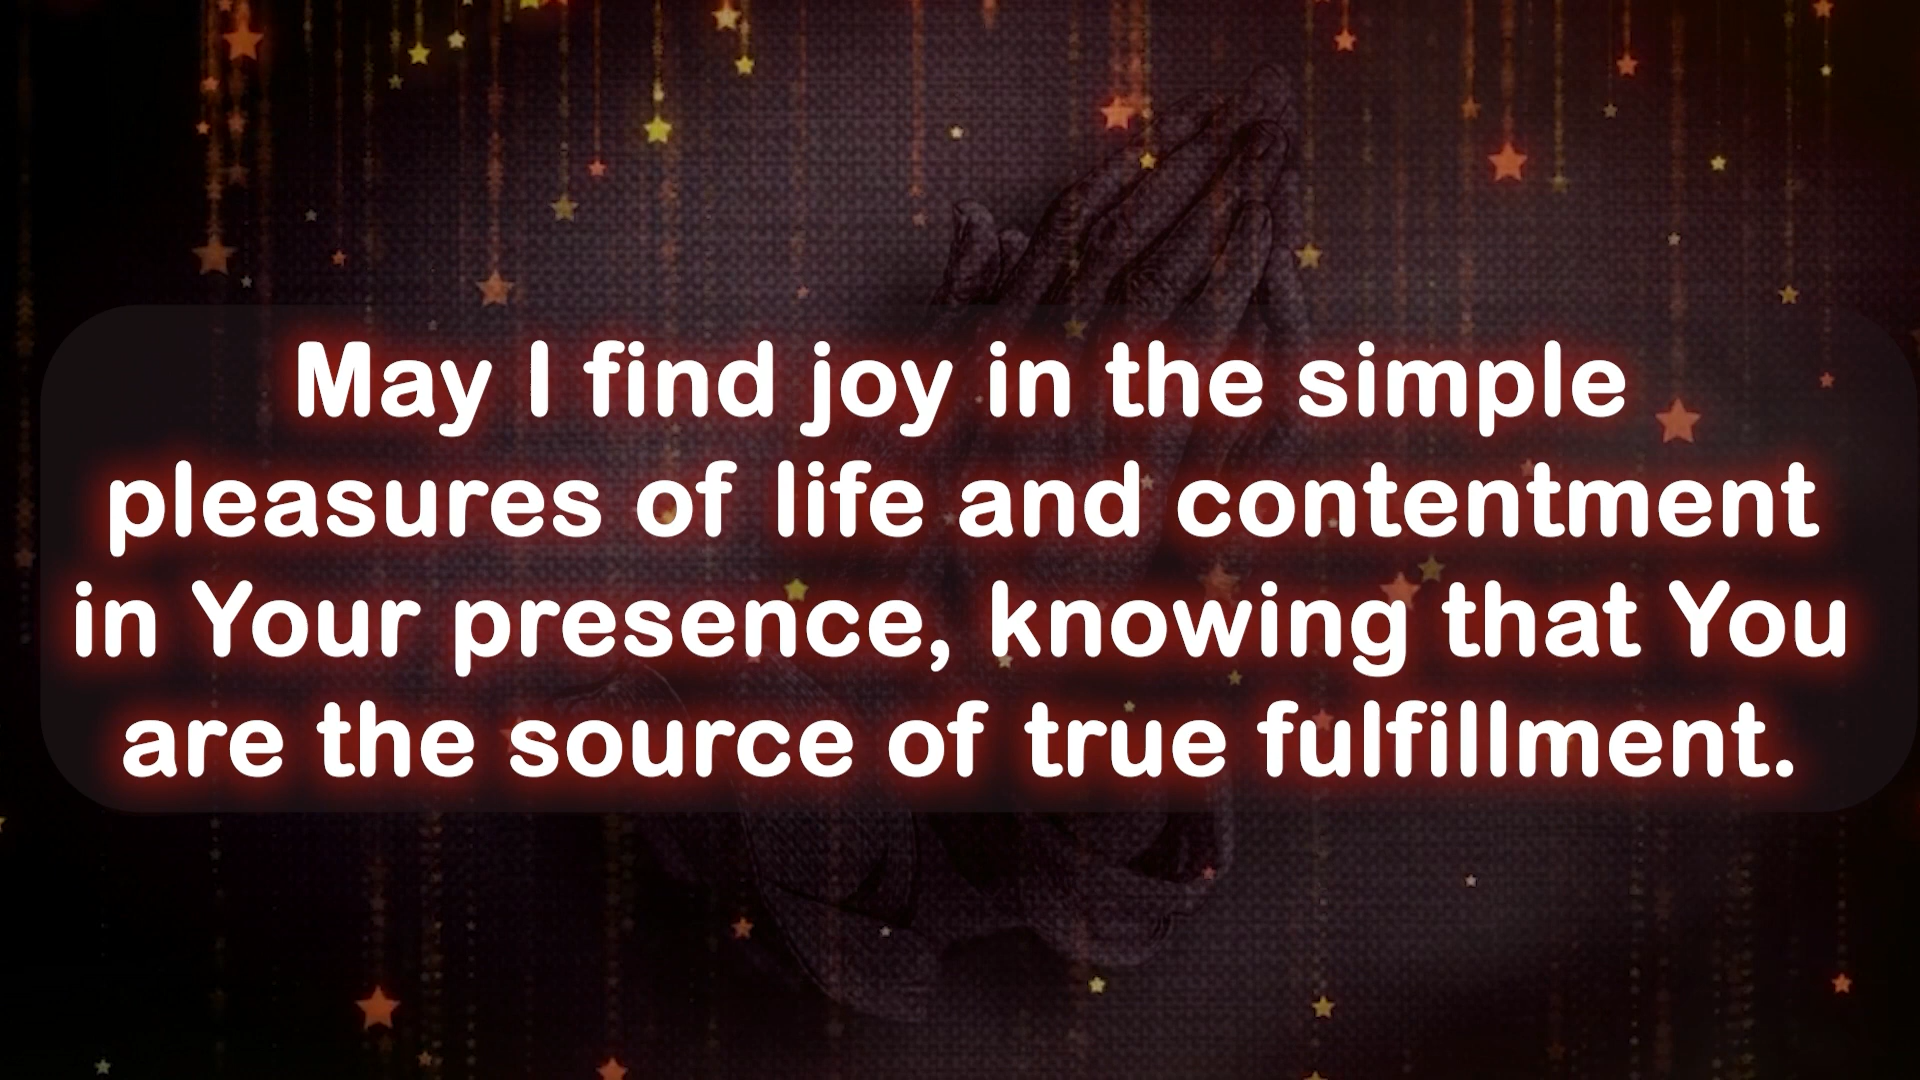 May I find joy in the simple
pleasures of life and contentment
in Your presence, knowing that You
are the source of true fulfillment.